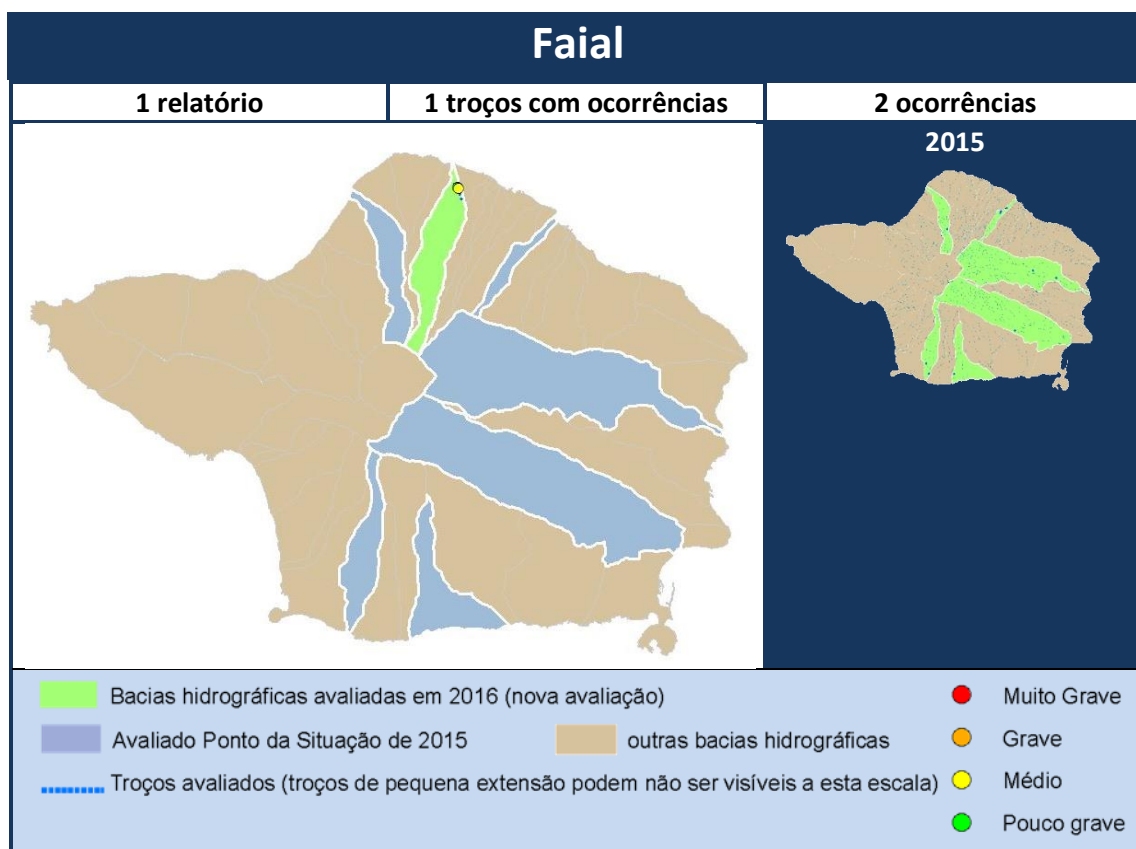 Faial
1 relatório
1 troços com ocorrências
2 ocorrências
2015
Bacias hidrográficas avaliadas em 2016 (nova avaliação)
Muito Grave
Avaliado Ponto da Situação de 2015
outras bacias hidrográficas
Grave
Troços avaliados (troços de pequena extensão podem não ser visíveis a esta escala)
Médio
Pouco grave